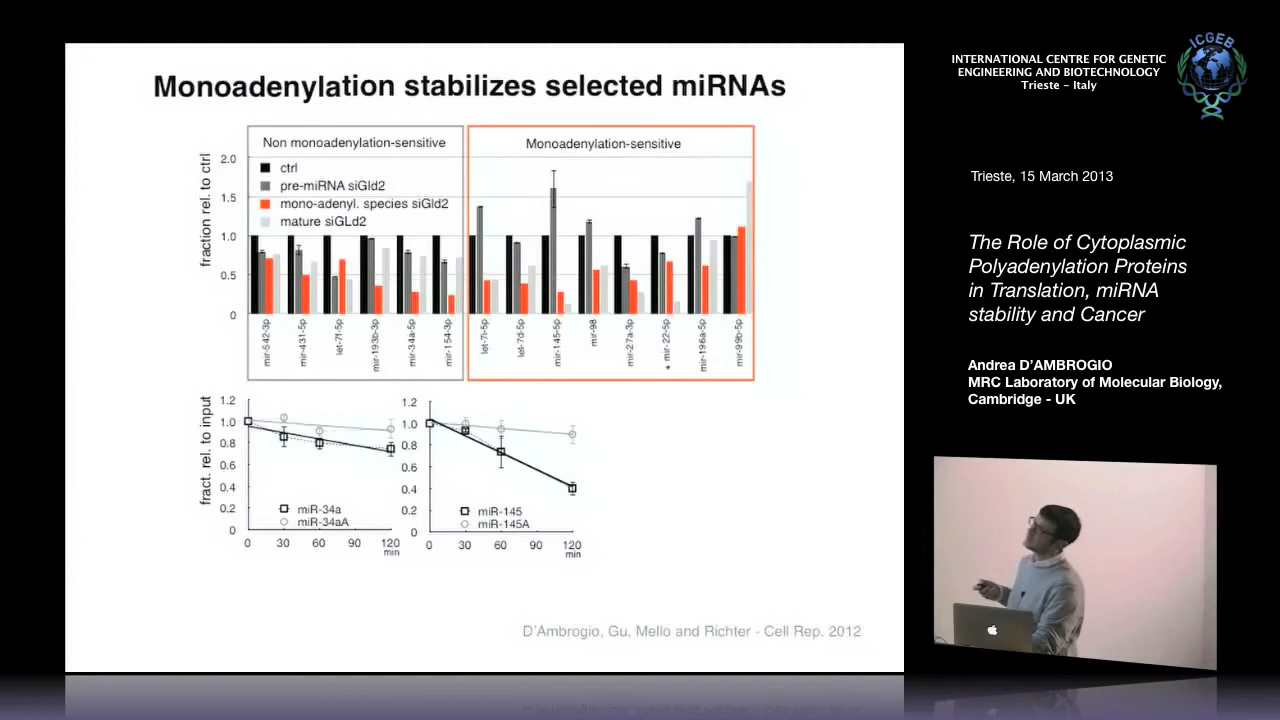 Monoadenylation stabilizes selected miRNAs
Non monoadenylation-sensitive
Monoadenylation-sensitive
ctrl
pre-miRNA siGld2
mono-adenyl. species siGld2
mature siGLd2
fraction rel. to ctrl
2.0
1.5
1.0
0.5
0
mir-542-3p
mir-431-5p
let-7f-5p
mir-193b-3p
mir-34a-5p
mir-154-3p
let-7i-5p
let-7d-5p
mir-145-5p
mir-98
mir-27a-3p
* mir-22-5p
mir-196a-5p
mir-99b-5p
fract. rel. to input
1.2
1.0
0.8
0.6
0.4
0.2
0
miR-34a
miR-34aA
0 30 60 90 120
min
1.2
1.0
0.8
0.6
0.4
0.2
0
miR-145
miR-145A
0 30 60 90 120
min
D'Ambrogio, Gu, Mello and Richter - Cell Rep. 2012
INTERNATIONAL CENTRE FOR GENETIC
ENGINEERING AND BIOTECHNOLOGY
Trieste - Italy
ICGEB
Trieste, 15 March 2013
The Role of Cytoplasmic
Polyadenylation Proteins
in Translation, miRNA
stability and Cancer
Andrea D'AMBROGIO
MRC Laboratory of Molecular Biology,
Cambridge - UK